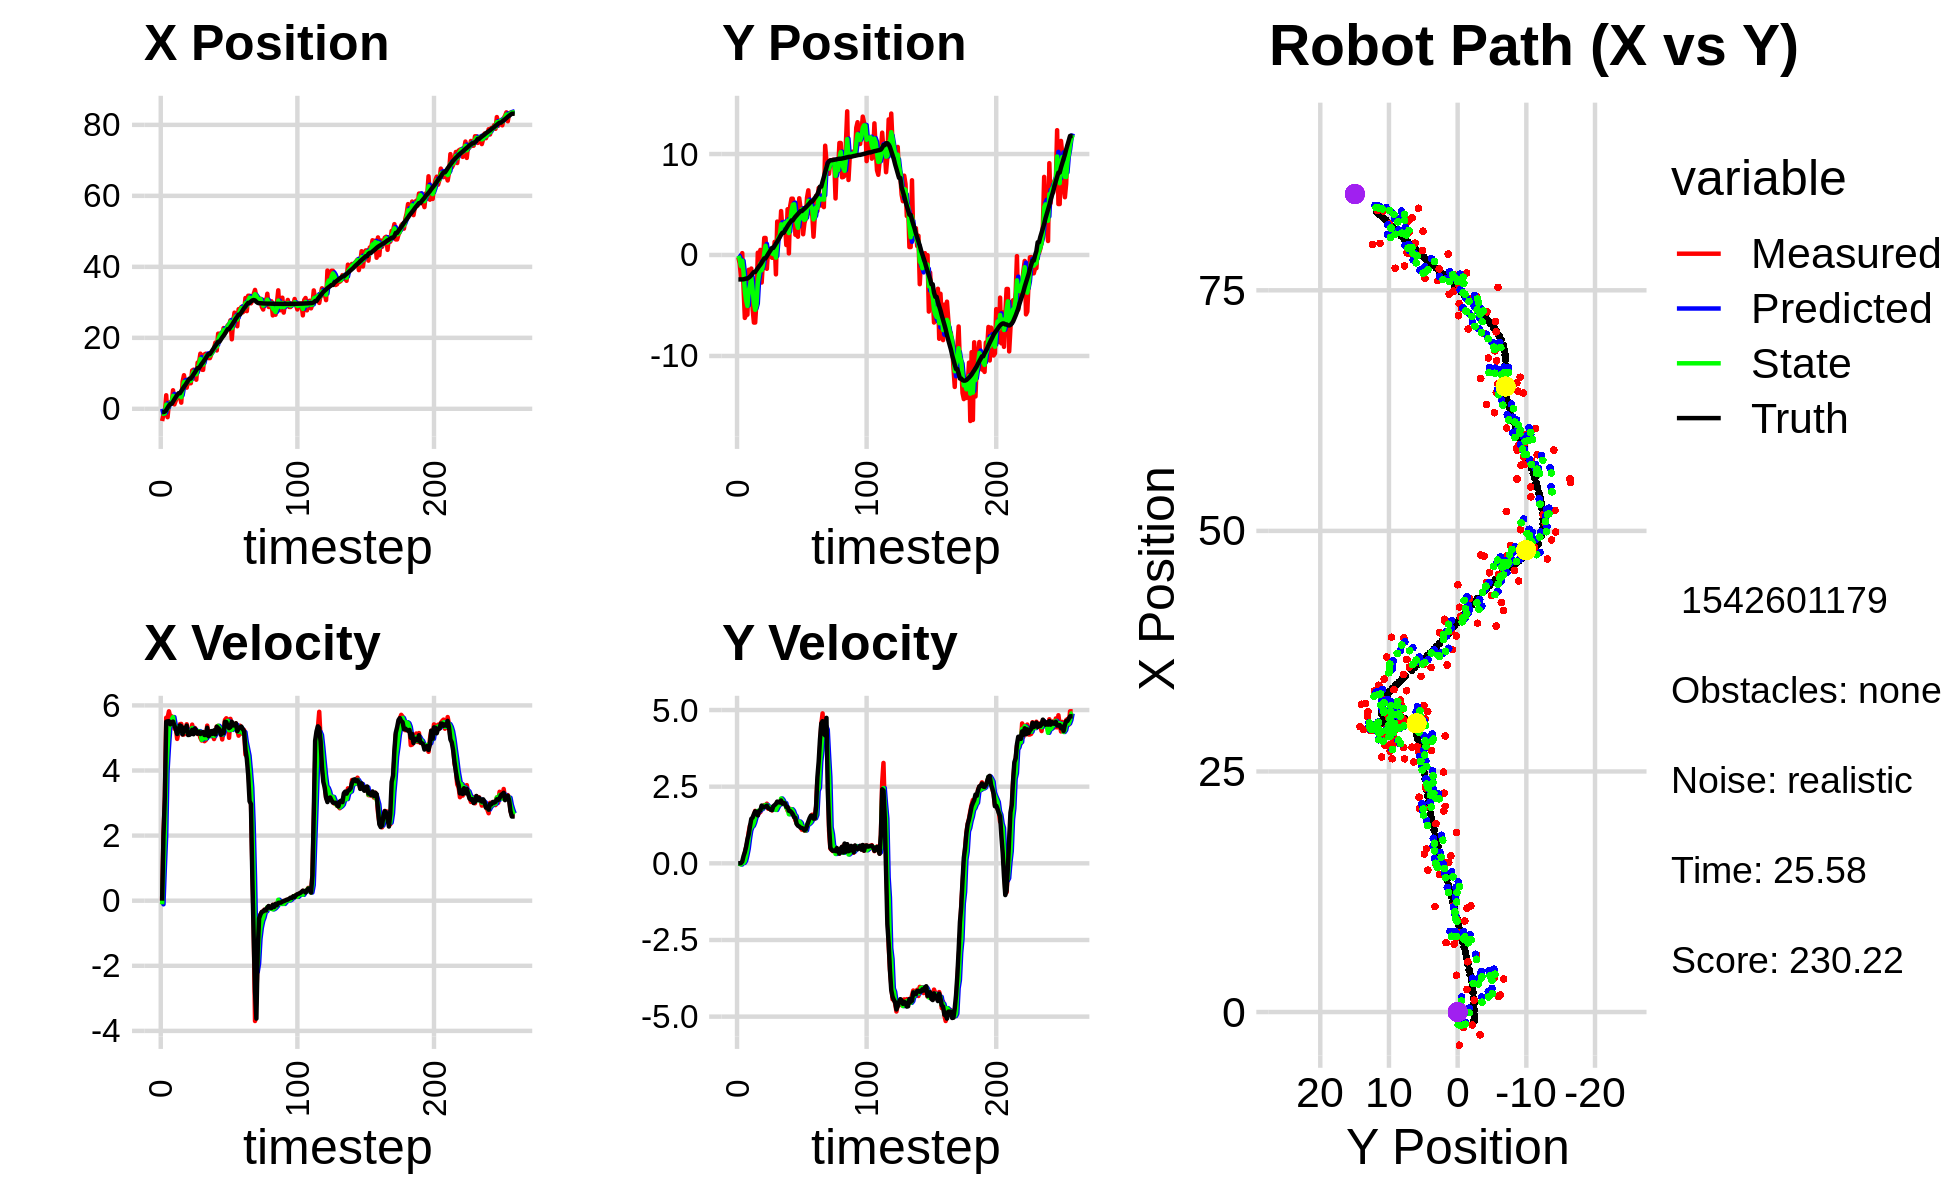 X Position
80
60
40
20
0
0
100
200
timestep
Y Position
10
0
-10
0
100
200
timestep
X Velocity
6
4
2
0
-2
-4
0
100
200
timestep
Y Velocity
5.0
2.5
0.0
-2.5
-5.0
0
100
200
timestep
Robot Path (X vs Y)
X Position
75
50
25
0
20 10 0 -10 -20
Y Position
variable
Measured
Predicted
State
Truth
1542601179
Obstacles: none
Noise: realistic
Time: 25.58
Score: 230.22